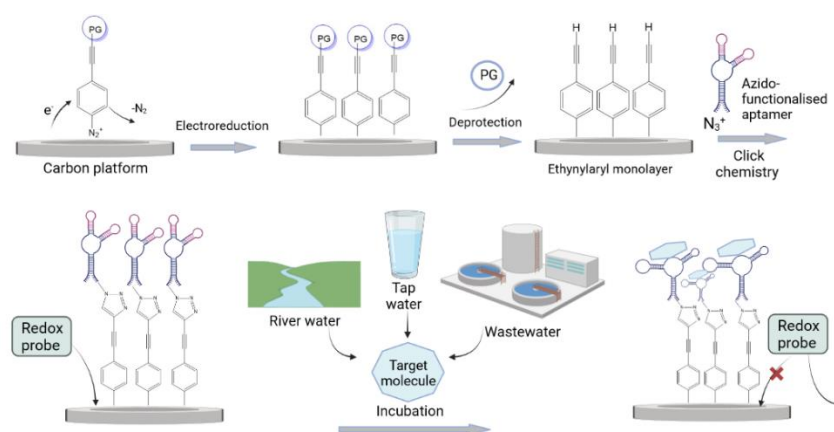 PG
e-
-N2
N2+
Carbon platform
Electroreduction
PG PG PG
PG
Deprotection
H H H
Ethynylaryl monolayer
N3+
Azido-
functionalised
aptamer
Click
chemistry
Redox
probe
N N N
N N N
N N N
River water
Tap
water
Wastewater
Target
molecule
Incubation
N N N
N N N
N N N
Redox
probe